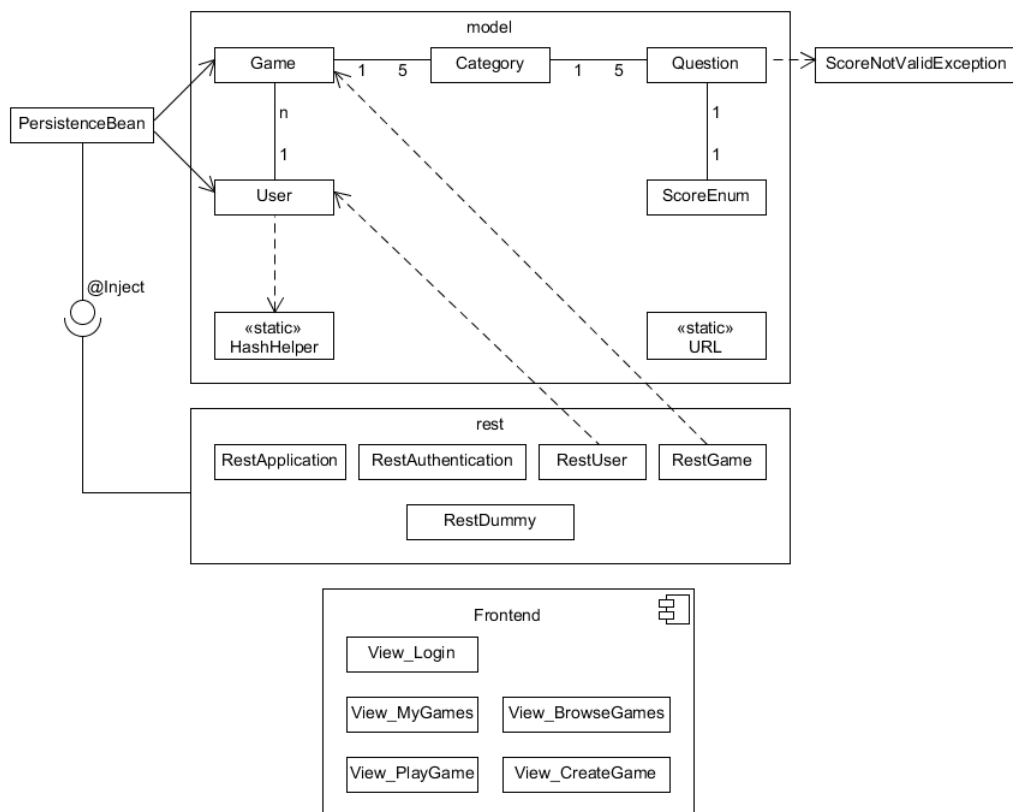 model
Game
1
5
Category
1
5
Question
ScoreNotValidException
PersistenceBean
n
1
1
1
User
ScoreEnum
@Inject
«static»
HashHelper
«static»
URL
rest
RestApplication
RestAuthentication
RestUser
RestGame
RestDummy
Frontend
View_Login
View_MyGames
View_BrowseGames
View_PlayGame
View_CreateGame